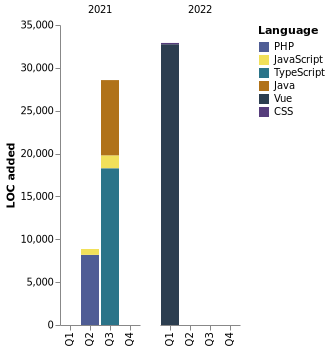 2021
2022
LOC added
35,000
30,000
25,000
20,000
15,000
10,000
5,000
0
Q1
Q2
Q3
Q4
Q1
Q2
Q3
Q4
Language
PHP
JavaScript
TypeScript
Java
Vue
CSS